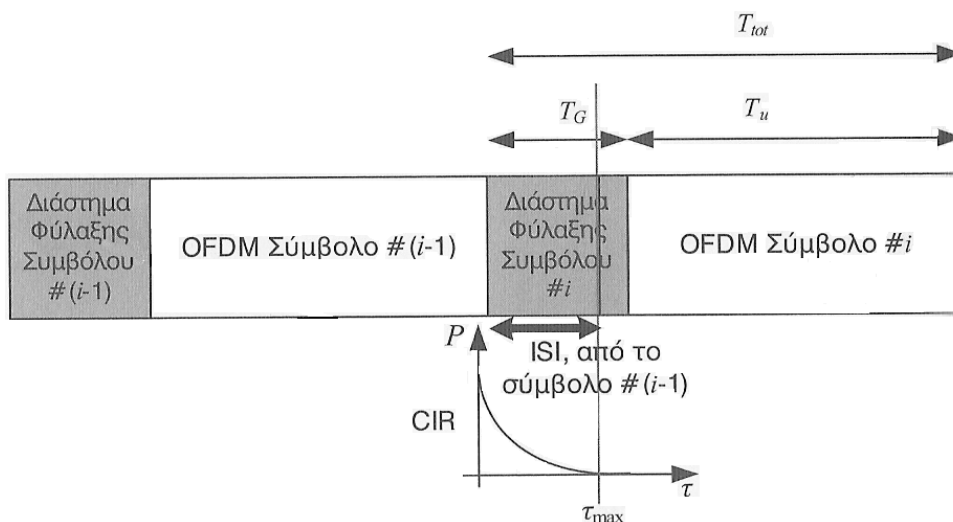 T_tot
T_G
T_u
Διάστημα
Φύλαξης
Συμβόλου
#(i-1)
OFDM Σύμβολο #(i-1)
Διάστημα
Φύλαξης
Συμβόλου
#i
OFDM Σύμβολο #i
P
ISI, από το
σύμβολο #(i-1)
CIR
τ
τ_max